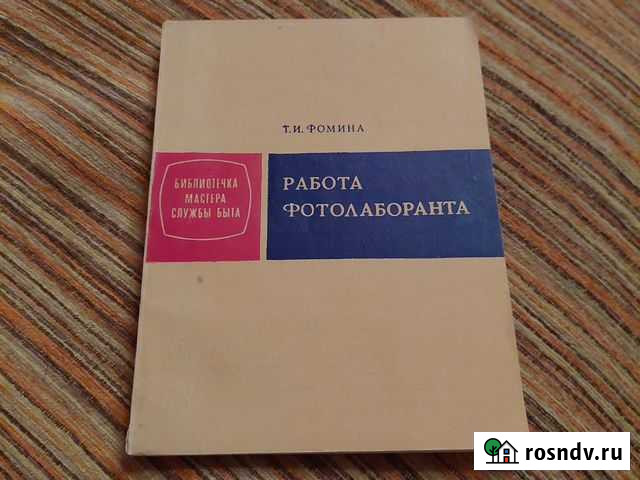 Т. И. ФОМИНА
БИБЛИОТЕЧКА
МАСТЕРА
СЛУЖБЫ БЫТА
РАБОТА
ФОТОЛАБОРАНТА
rosndv.ru